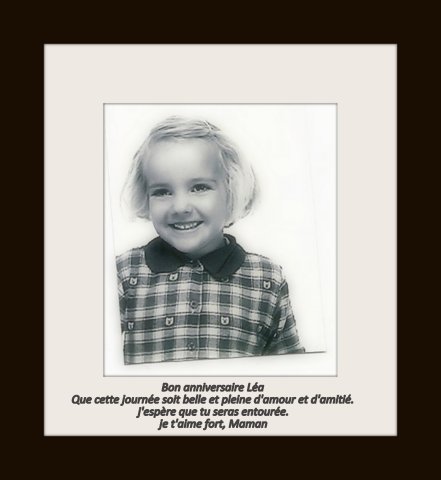 Bon anniversaire Léa
Que cette journée soit belle et pleine d'amour et d'amitié.
j'espère que tu seras entourée.
je t'aime fort, Maman